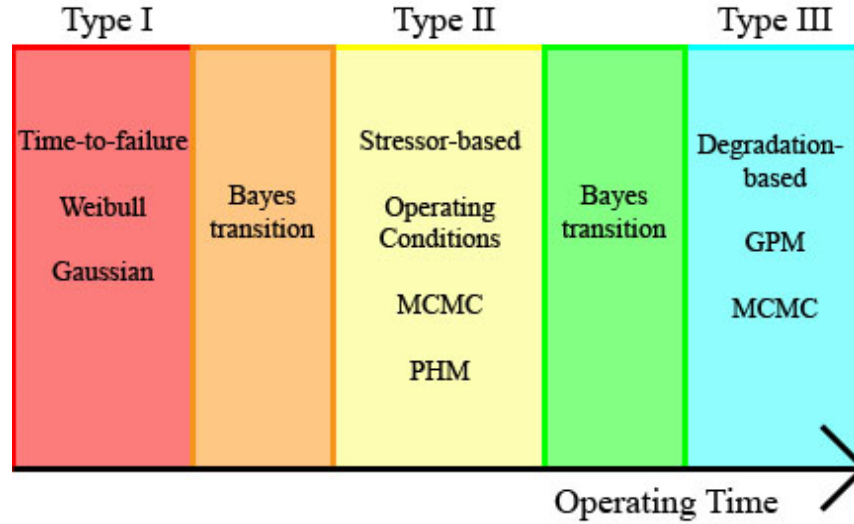 Type I
Type II
Type III
Time-to-failure
Weibull
Gaussian
Bayes
transition
Stressor-based
Operating
Conditions
MCMC
PHM
Bayes
transition
Degradation-
based
GPM
MCMC
Operating Time